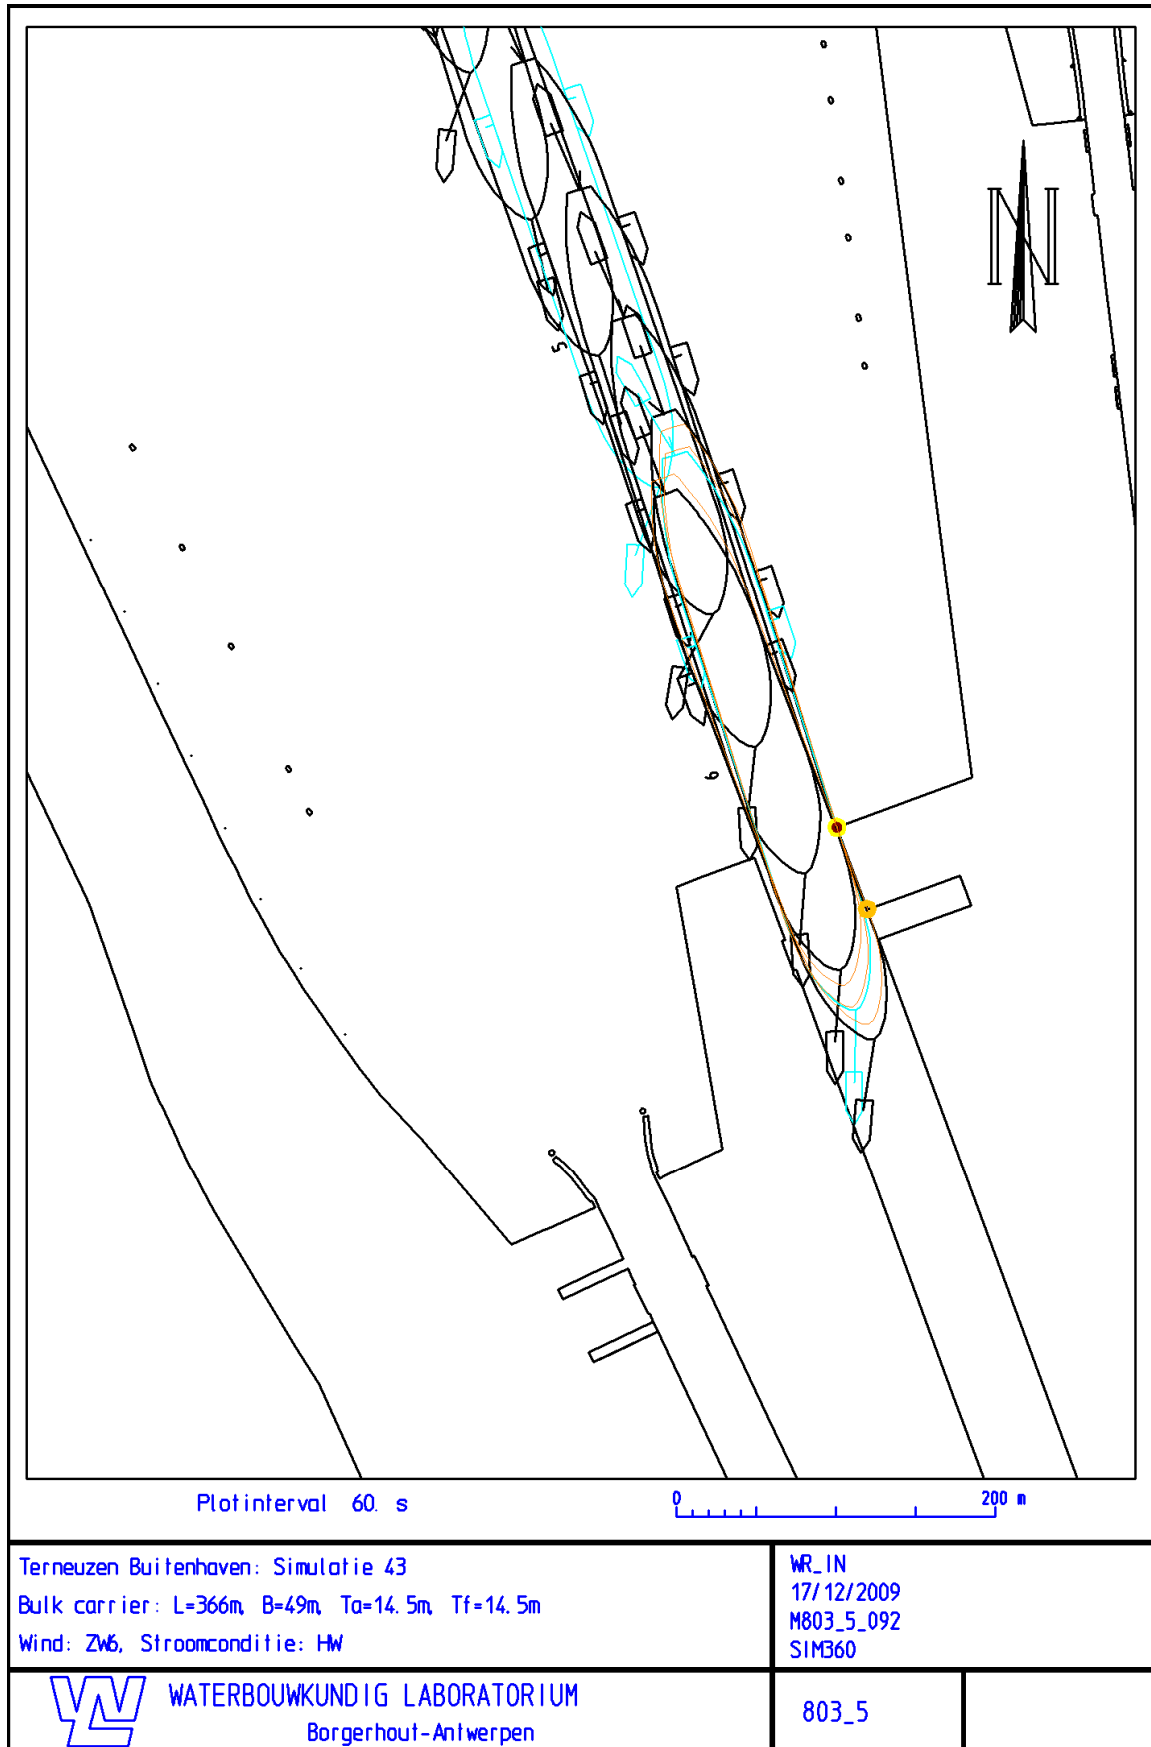 N
5
6
Plotinterval 60. s
0 200 m
Terneuzen Buitenhaven: Simulatie 43
Bulk carrier: L=366m, B=49m, Ta=14.5m, Tf=14.5m
Wind: ZW6, Stroomconditie: HW
WR_IN
17/12/2009
M803_5_092
SIM360
WL
WATERBOUWKUNDIG LABORATORIUM
Borgerhout-Antwerpen
803_5